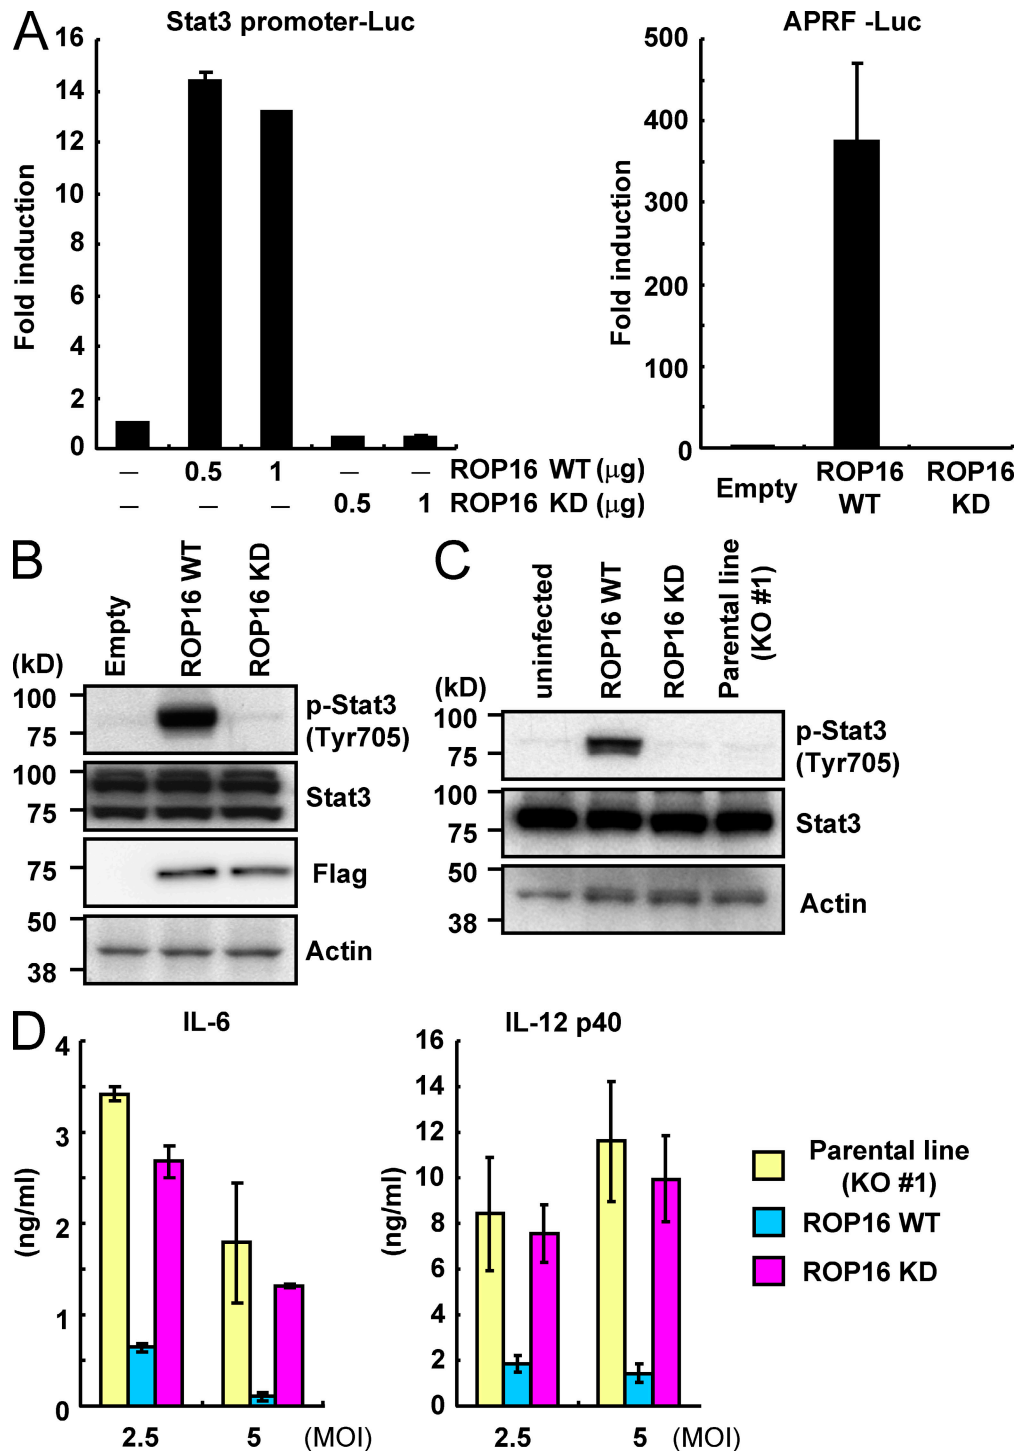 A
Stat3 promoter-Luc
Fold induction
16
14
12
10
8
6
4
2
0
— 0.5 1 — — ROP16 WT (μg)
— — — 0.5 1 ROP16 KD (μg)
APRF -Luc
Fold induction
500
400
300
200
100
0
Empty
ROP16 WT
ROP16 KD
B
Empty
ROP16 WT
ROP16 KD
(kD)
100
75
p-Stat3
(Tyr705)
100
75
Stat3
75
Flag
50
38
Actin
C
uninfected
ROP16 WT
ROP16 KD
Parental line
(KO #1)
(kD)
100
75
p-Stat3
(Tyr705)
100
75
Stat3
50
38
Actin
D
IL-6
(ng/ml)
4
3
2
1
0
2.5 5 (MOI)
IL-12 p40
(ng/ml)
16
14
12
10
8
6
4
2
0
2.5 5 (MOI)
Parental line
(KO #1)
ROP16 WT
ROP16 KD